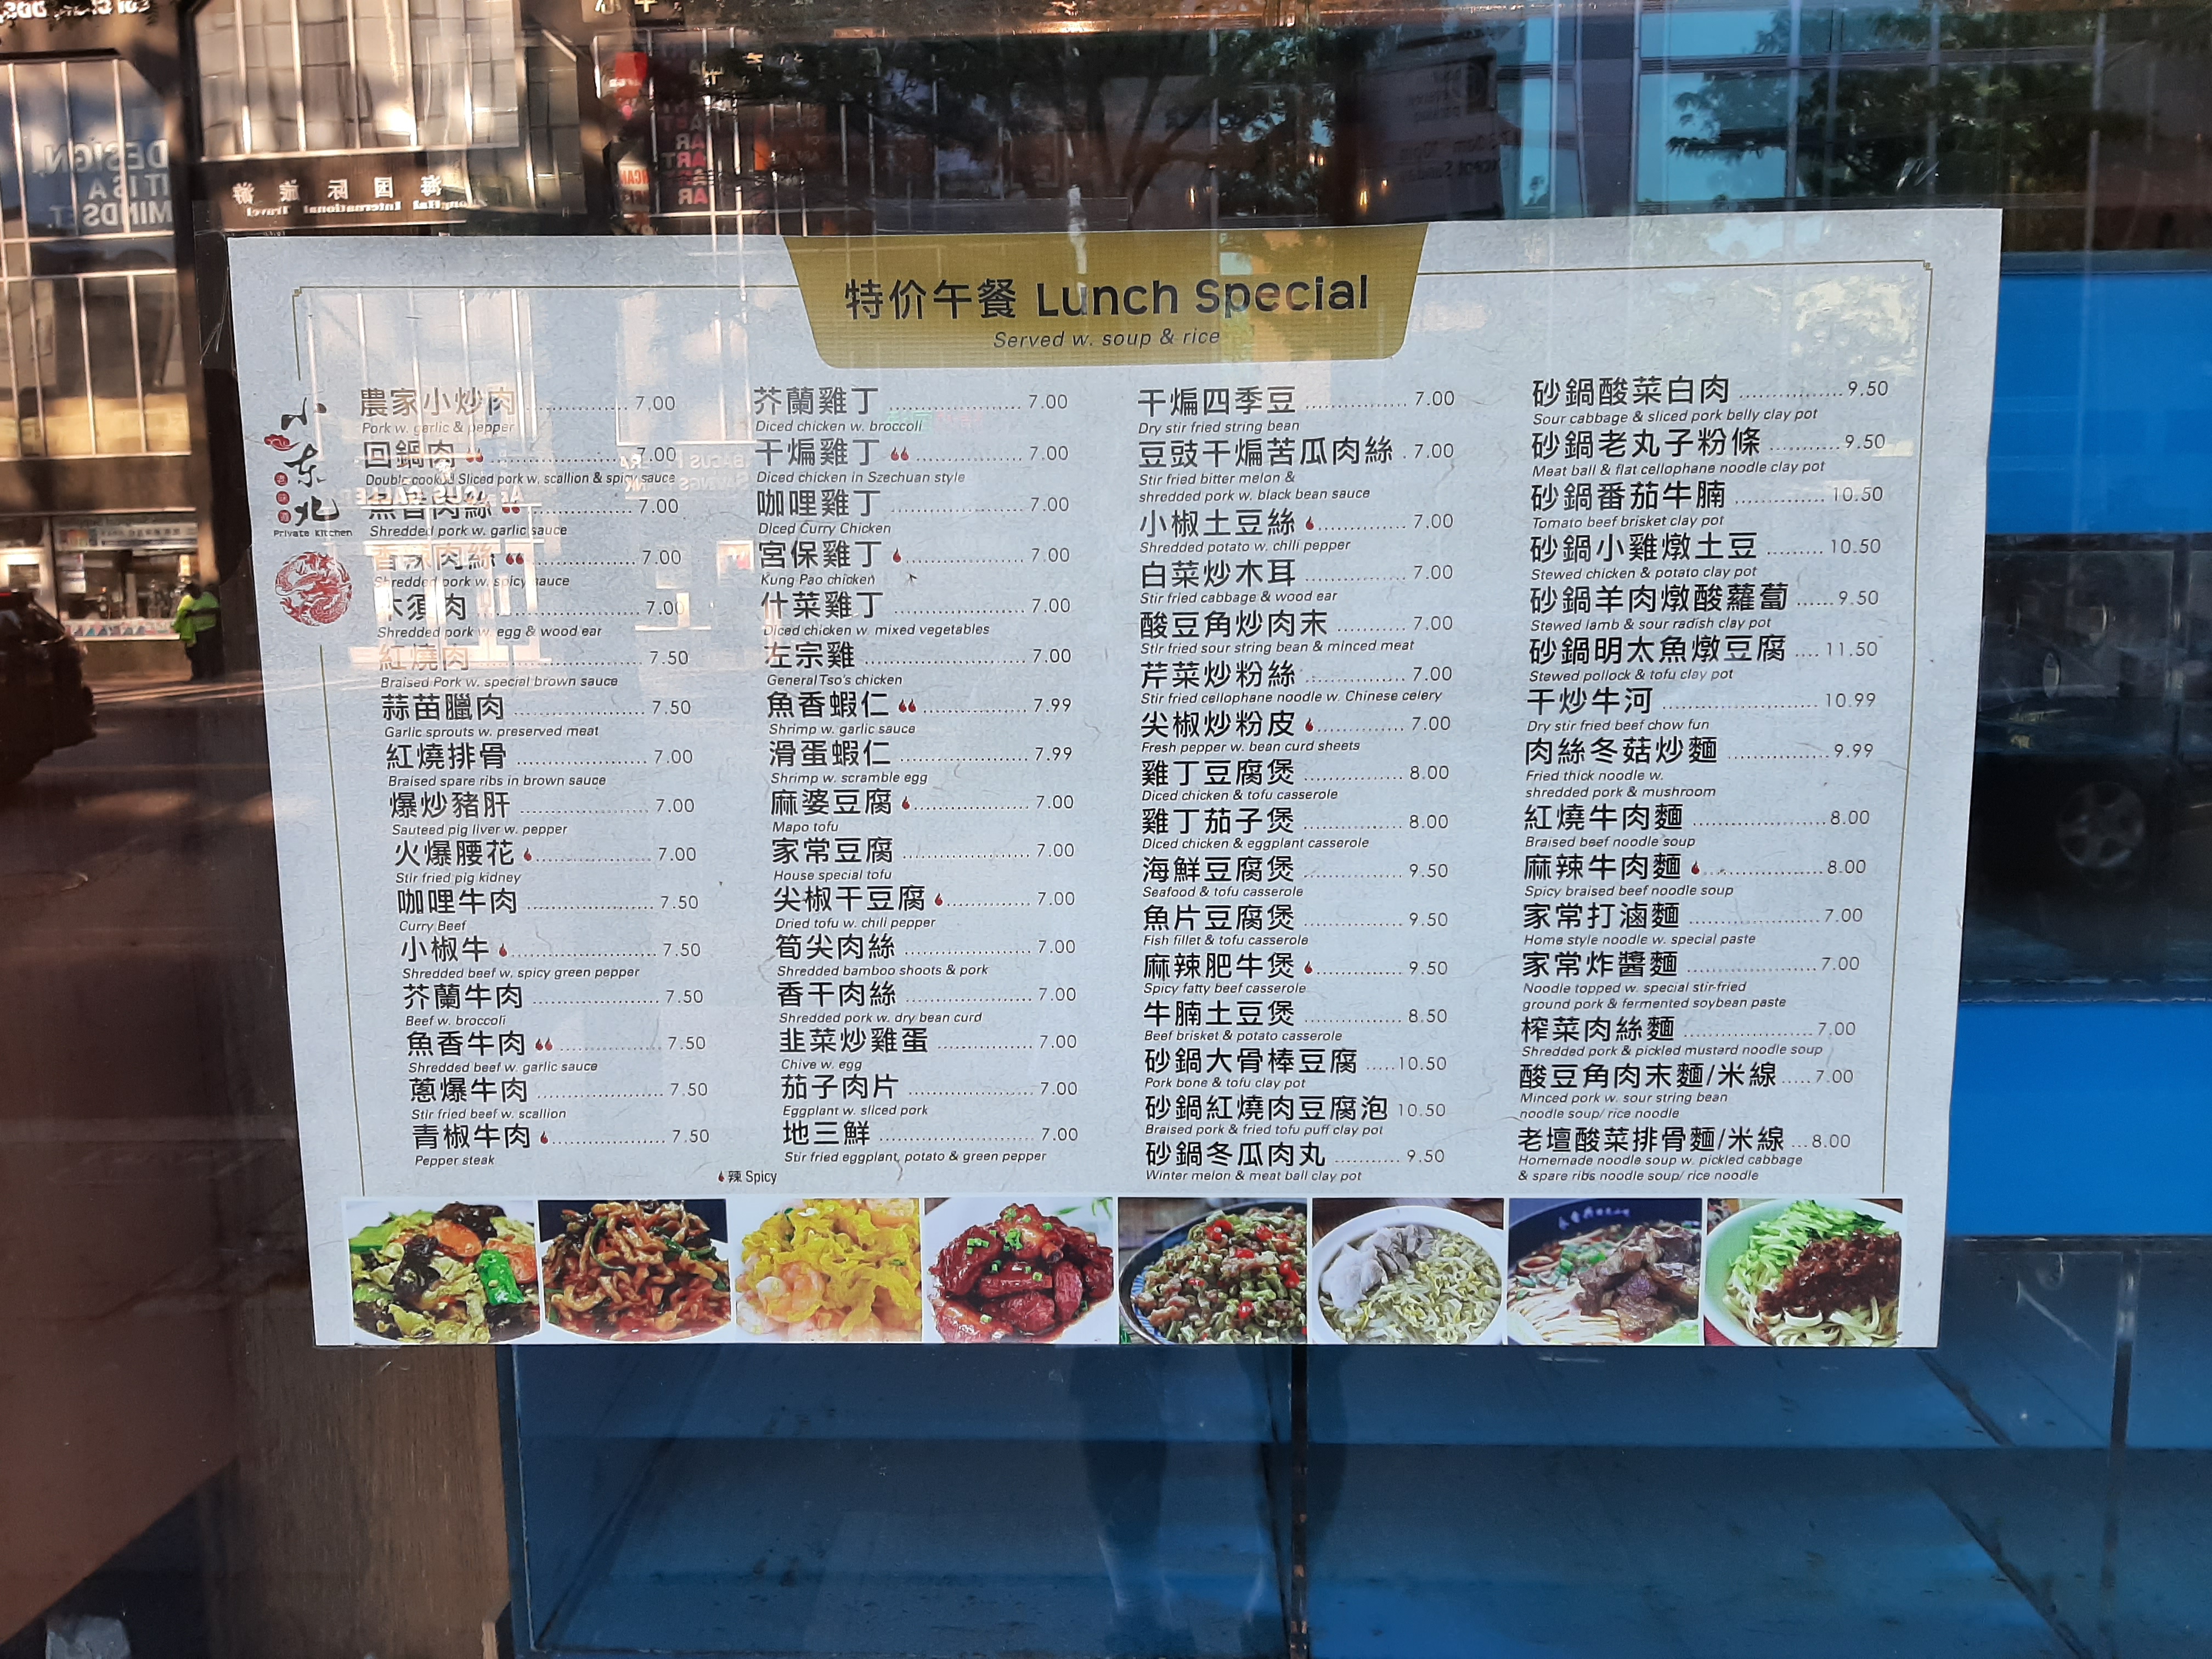 特价午餐 Lunch Special
Served w. soup & rice
小东北
Private Kitchen
農家小炒肉 7.00
Pork w. garlic & pepper
回鍋肉 7.00
Double cooked Sliced pork w. scallion & spicy sauce
魚香肉絲 7.00
Shredded pork w. garlic sauce
香辣肉絲 7.00
Shredded pork w. spicy sauce
木須肉 7.00
Shredded pork w. egg & wood ear
紅燒肉 7.50
Braised Pork w. special brown sauce
蒜苗臘肉 7.50
Garlic sprouts w. preserved meat
紅燒排骨 7.00
Braised spare ribs in brown sauce
爆炒豬肝 7.00
Sauteed pig liver w. pepper
火爆腰花 7.00
Stir fried pig kidney
咖哩牛肉 7.50
Curry Beef
小椒牛 7.50
Shredded beef w. spicy green pepper
芥蘭牛肉 7.50
Beef w. broccoli
魚香牛肉 7.50
Shredded beef w. garlic sauce
蔥爆牛肉 7.50
Stir fried beef w. scallion
青椒牛肉 7.50
Pepper steak
芥蘭雞丁 7.00
Diced chicken w. broccoli
干煸雞丁 7.00
Diced chicken in Szechuan style
咖哩雞丁 7.00
Diced Curry Chicken
宮保雞丁 7.00
Kung Pao chicken
什菜雞丁 7.00
Diced chicken w. mixed vegetables
左宗雞 7.00
General Tso's chicken
魚香蝦仁 7.99
Shrimp w. garlic sauce
滑蛋蝦仁 7.99
Shrimp w. scramble egg
麻婆豆腐 7.00
Mapo tofu
家常豆腐 7.00
House special tofu
尖椒干豆腐 7.00
Dried tofu w. chili pepper
筍尖肉絲 7.00
Shredded bamboo shoots & pork
香干肉絲 7.00
Shredded pork w. dry bean curd
韭菜炒雞蛋 7.00
Chive w. egg
茄子肉片 7.00
Eggplant w. sliced pork
地三鮮 7.00
Stir fried eggplant, potato & green pepper
辣 Spicy
干煸四季豆 7.00
Dry stir fried string bean
豆豉干煸苦瓜肉絲 7.00
Stir fried bitter melon &
shredded pork w. black bean sauce
小椒土豆絲 7.00
Shredded potato w. chili pepper
白菜炒木耳 7.00
Stir fried cabbage & wood ear
酸豆角炒肉末 7.00
Stir fried sour string bean & minced meat
芹菜炒粉絲 7.00
Stir fried cellophane noodle w. Chinese celery
尖椒炒粉皮 7.00
Fresh pepper w. bean curd sheets
雞丁豆腐煲 8.00
Diced chicken & tofu casserole
雞丁茄子煲 8.00
Diced chicken & eggplant casserole
海鮮豆腐煲 9.50
Seafood & tofu casserole
魚片豆腐煲 9.50
Fish fillet & tofu casserole
麻辣肥牛煲 9.50
Spicy fatty beef casserole
牛腩土豆煲 8.50
Beef brisket & potato casserole
砂鍋大骨棒豆腐 10.50
Pork bone & tofu clay pot
砂鍋紅燒肉豆腐泡 10.50
Braised pork & fried tofu puff clay pot
砂鍋冬瓜肉丸 9.50
Winter melon & meat ball clay pot
砂鍋酸菜白肉 9.50
Sour cabbage & sliced pork belly clay pot
砂鍋老丸子粉條 9.50
Meat ball & flat cellophane noodle clay pot
砂鍋番茄牛腩 10.50
Tomato beef brisket clay pot
砂鍋小雞燉土豆 10.50
Stewed chicken & potato clay pot
砂鍋羊肉燉酸蘿蔔 9.50
Stewed lamb & sour radish clay pot
砂鍋明太魚燉豆腐 11.50
Stewed pollock & tofu clay pot
干炒牛河 10.99
Dry stir fried beef chow fun
肉絲冬菇炒麵 9.99
Fried thick noodle w.
shredded pork & mushroom
紅燒牛肉麵 8.00
Braised beef noodle soup
麻辣牛肉麵 8.00
Spicy braised beef noodle soup
家常打滷麵 7.00
Home style noodle w. special paste
家常炸醬麵 7.00
Noodle topped w. special stir-fried
ground pork & fermented soybean paste
榨菜肉絲麵 7.00
Shredded pork & pickled mustard noodle soup
酸豆角肉末麵/米線 7.00
Minced pork w. sour string bean
noodle soup/ rice noodle
老壇酸菜排骨麵/米線 8.00
Homemade noodle soup w. pickled cabbage
& spare ribs noodle soup/ rice noodle
DESIGN,
IT IS A
MINDSET
海国际旅游
International Travel